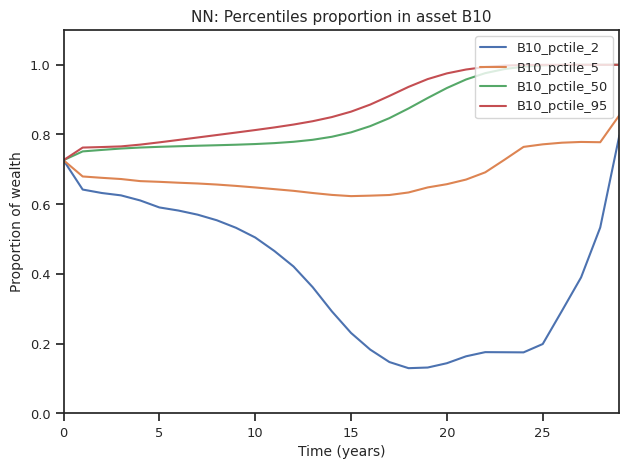 NN: Percentiles proportion in asset B10
B10_pctile_2
B10_pctile_5
B10_pctile_50
B10_pctile_95
Proportion of wealth
1.0
0.8
0.6
0.4
0.2
0.0
0 5 10 15 20 25
Time (years)